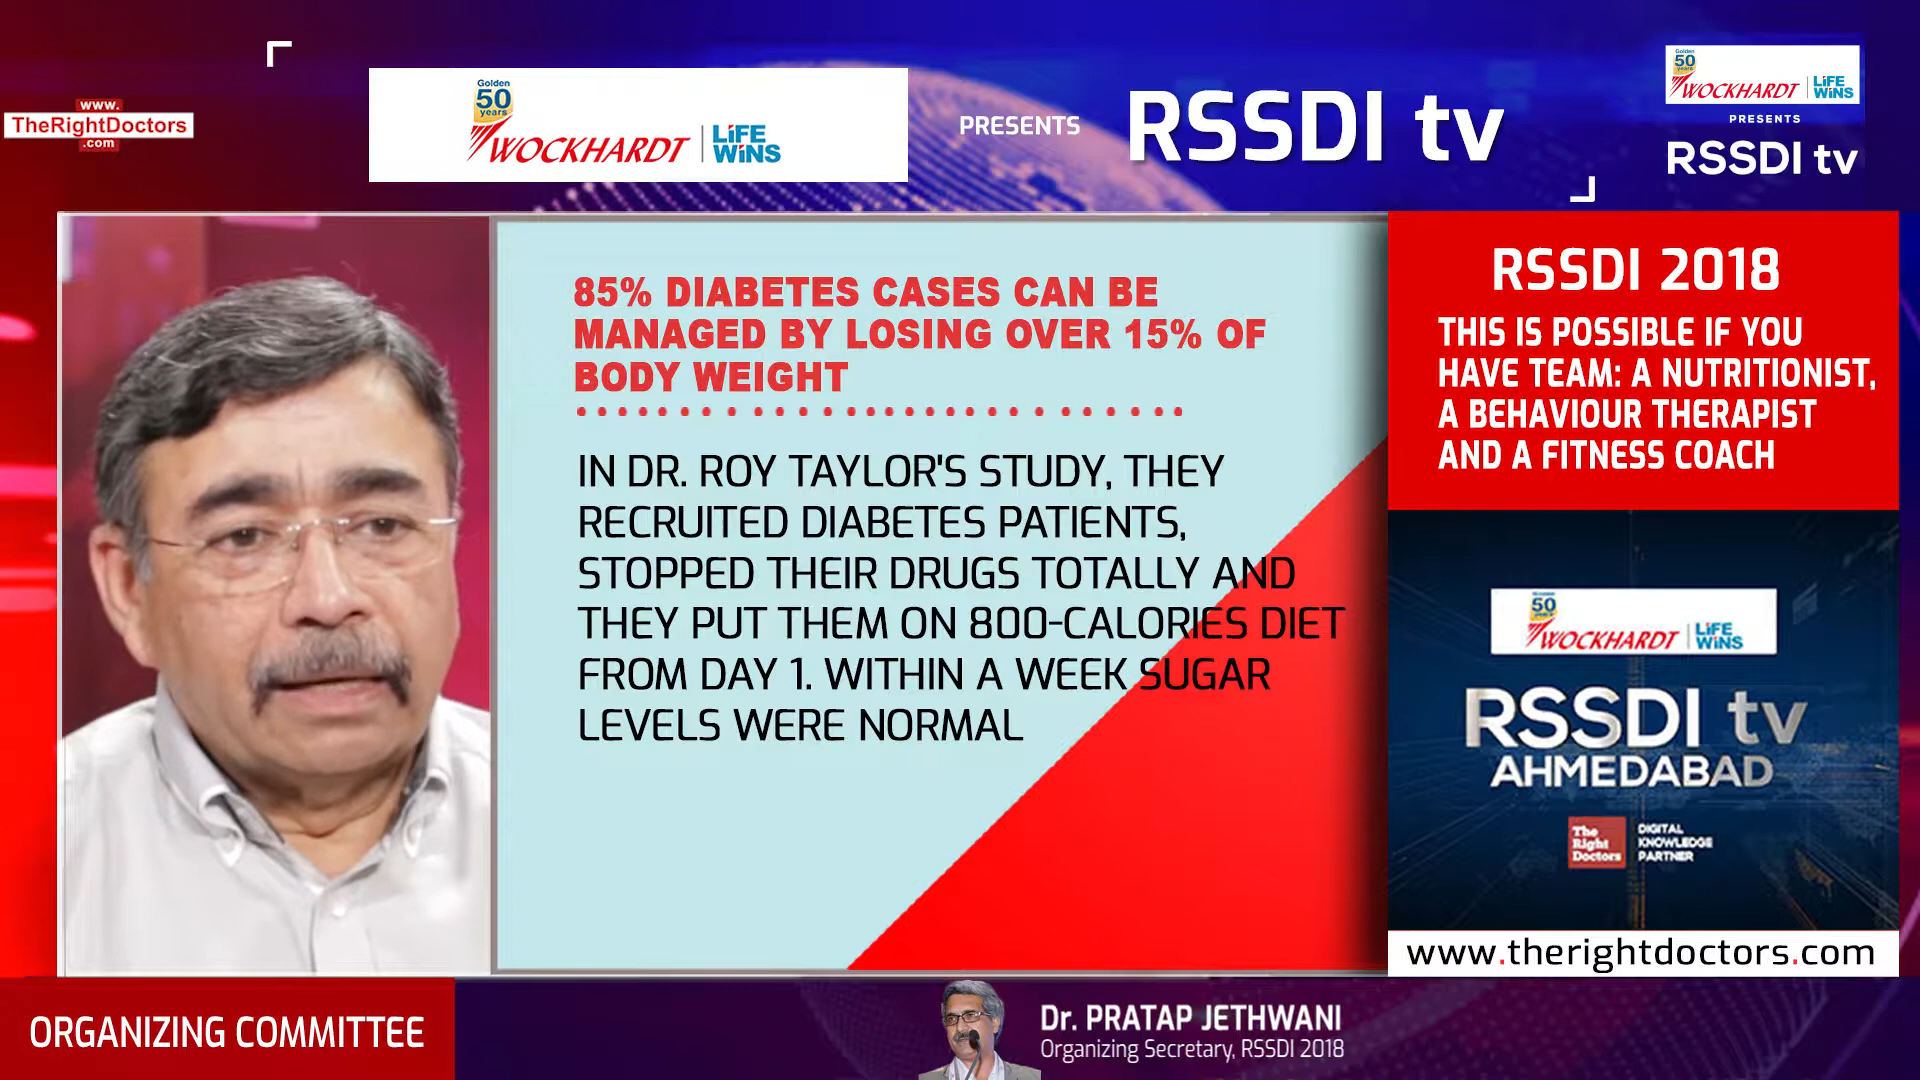 www.
TheRightDoctors
.com
Golden
50
years
WOCKHARDT
LiFE
WiNS
PRESENTS
RSSDI tv
Golden
50
years
WOCKHARDT
LiFE
WiNS
PRESENTS
RSSDI tv
85% DIABETES CASES CAN BE
MANAGED BY LOSING OVER 15% OF
BODY WEIGHT
IN DR. ROY TAYLOR'S STUDY, THEY
RECRUITED DIABETES PATIENTS,
STOPPED THEIR DRUGS TOTALLY AND
THEY PUT THEM ON 800-CALORIES DIET
FROM DAY 1. WITHIN A WEEK SUGAR
LEVELS WERE NORMAL
RSSDI 2018
THIS IS POSSIBLE IF YOU
HAVE TEAM: A NUTRITIONIST,
A BEHAVIOUR THERAPIST
AND A FITNESS COACH
Golden
50
years
WOCKHARDT
LiFE
WiNS
RSSDI tv
AHMEDABAD
The
Right
Doctors
DIGITAL
KNOWLEDGE
PARTNER
www.therightdoctors.com
ORGANIZING COMMITTEE
Dr. PRATAP JETHWANI
Organizing Secretary, RSSDI 2018